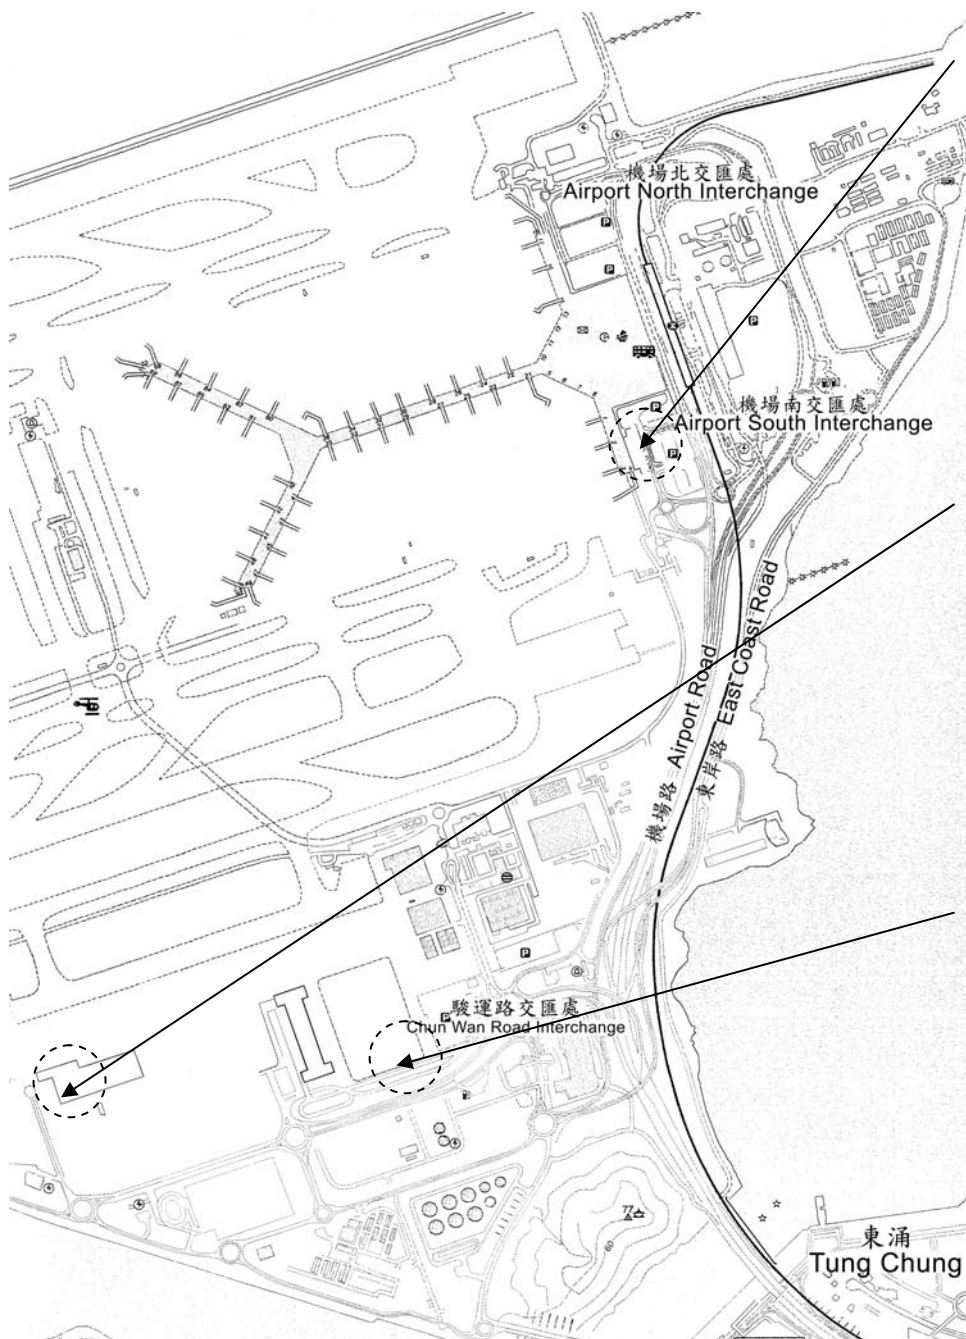 機場北交匯處
Airport North Interchange
P
P
P
機場南交匯處
P
Airport South Interchange
P
機場路 Airport Road
東岸路 East Coast Road
P
駿運路交匯處
P
Chun Wan Road Interchange
77
60
東涌
Tung Chung